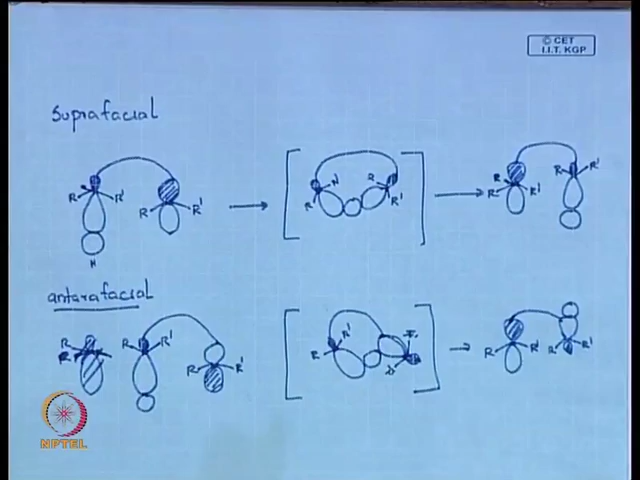 © CET
I.I.T. KGP
Suprafacial
R R' R R' R R' R R' R R' R R'
H
antarafacial
R R' R R' R R' R R' R R'
NPTEL